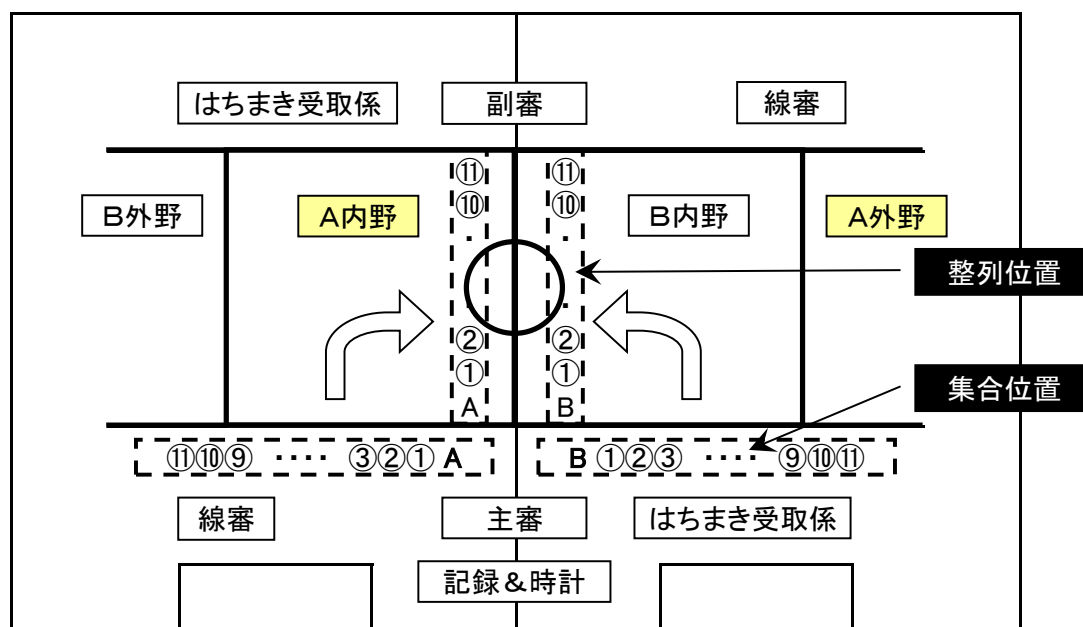 はちまき受取係
副審
線審
⑪
⑩
・
・
②
①
A
⑪
⑩
・
・
②
①
B
B外野
A内野
B内野
A外野
整列位置
集合位置
⑪⑩⑨ ・・・・ ③②① A
B ①②③ ・・・・ ⑨⑩⑪
線審
主審
はちまき受取係
記録&時計